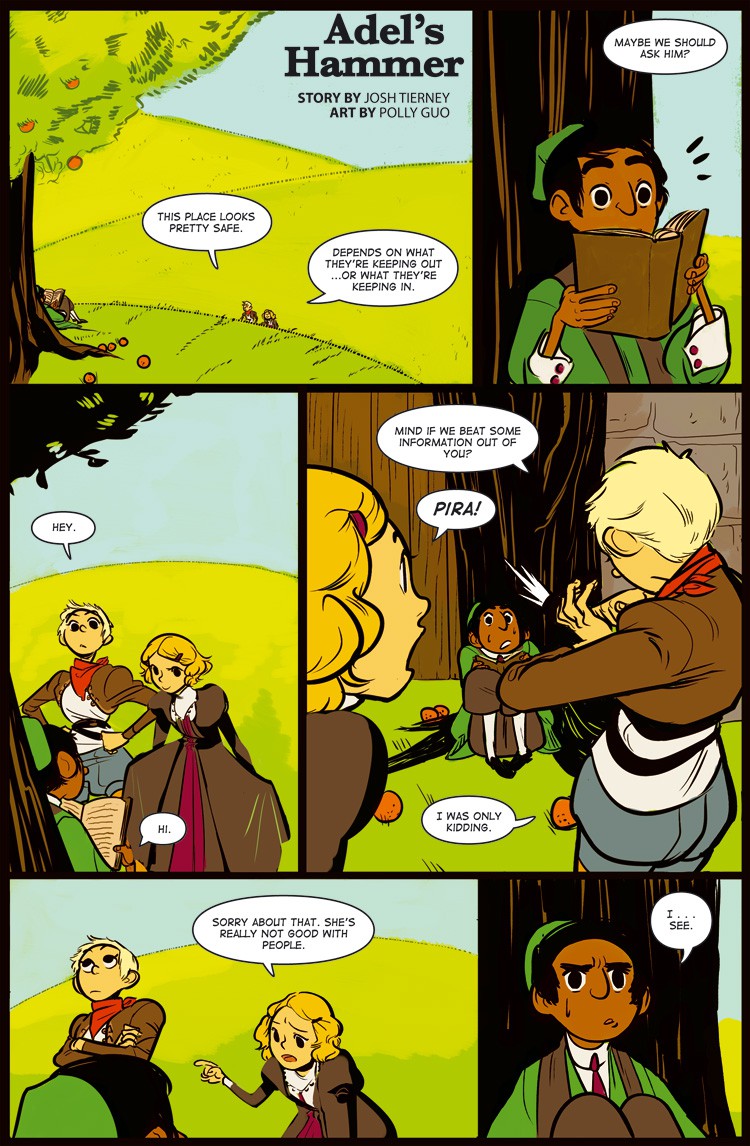 Adel's
Hammer
STORY BY JOSH TIERNEY
ART BY POLLY GUO
THIS PLACE LOOKS
PRETTY SAFE.
DEPENDS ON WHAT
THEY'RE KEEPING OUT
...OR WHAT THEY'RE
KEEPING IN.
MAYBE WE SHOULD
ASK HIM?
HEY.
HI.
MIND IF WE BEAT SOME
INFORMATION OUT OF
YOU?
PIRA!
I WAS ONLY
KIDDING.
SORRY ABOUT THAT. SHE'S
REALLY NOT GOOD WITH
PEOPLE.
I . . .
SEE.